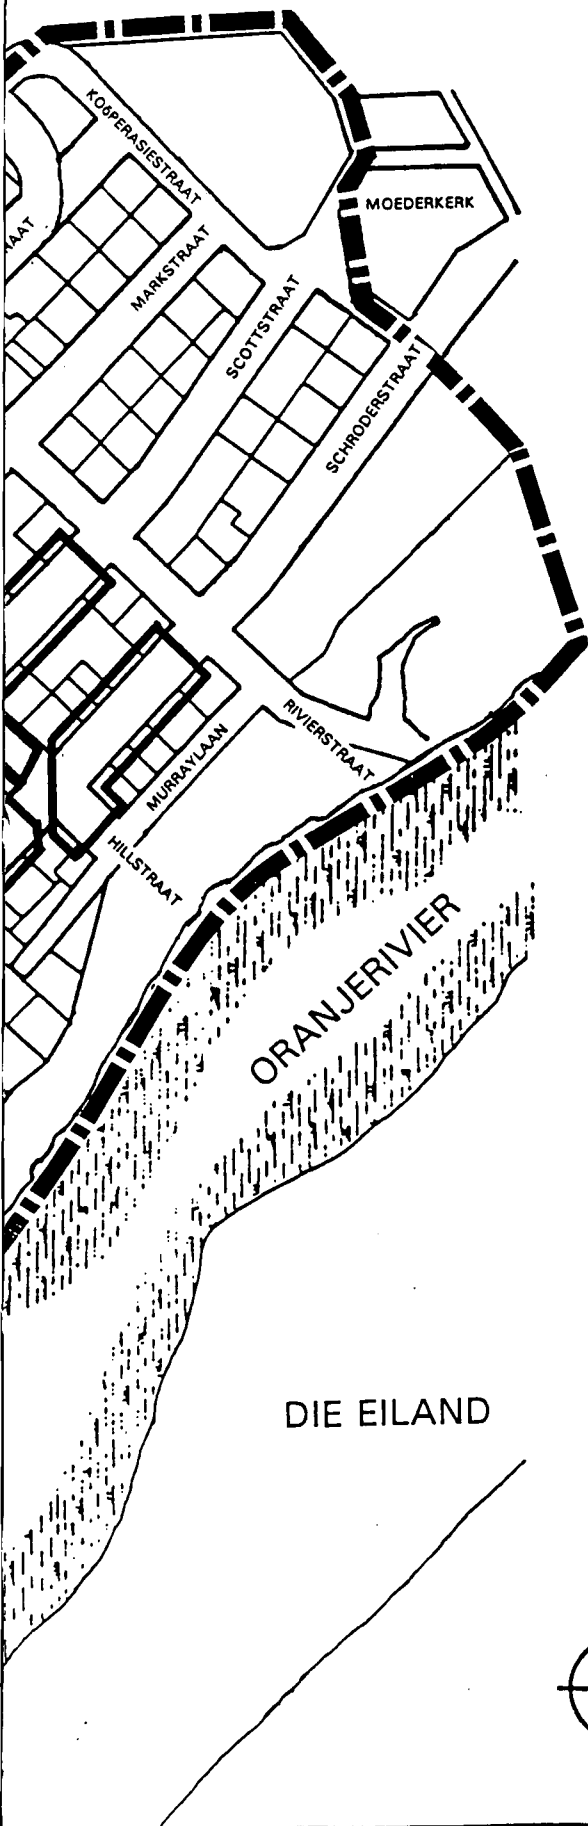 KOÖPERASIESTRAAT
MOEDERKERK
MARKSTRAAT
SCOTTSTRAAT
SCHRODERSTRAAT
RIVIERSTRAAT
MURRAYLAAN
HILLSTRAAT
ORANJERIVIER
DIE EILAND